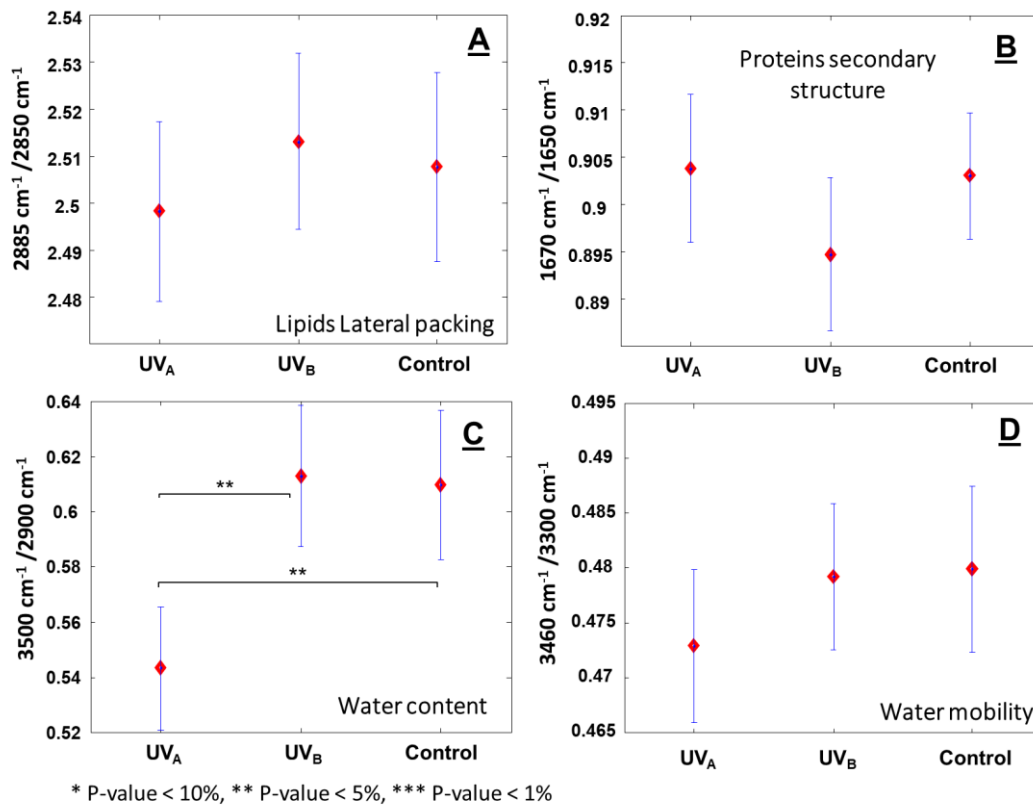 A
2885 cm⁻¹ /2850 cm⁻¹
2.54
2.53
2.52
2.51
2.5
2.49
2.48
Lipids Lateral packing
UVA
UVB
Control
B
Proteins secondary
structure
1670 cm⁻¹ /1650 cm⁻¹
0.92
0.915
0.91
0.905
0.9
0.895
0.89
UVA
UVB
Control
C
3500 cm⁻¹ /2900 cm⁻¹
0.64
0.62
0.6
0.58
0.56
0.54
0.52
**
**
Water content
UVA
UVB
Control
D
3460 cm⁻¹ /3300 cm⁻¹
0.495
0.49
0.485
0.48
0.475
0.47
0.465
Water mobility
UVA
UVB
Control
* P-value < 10%, ** P-value < 5%, *** P-value < 1%